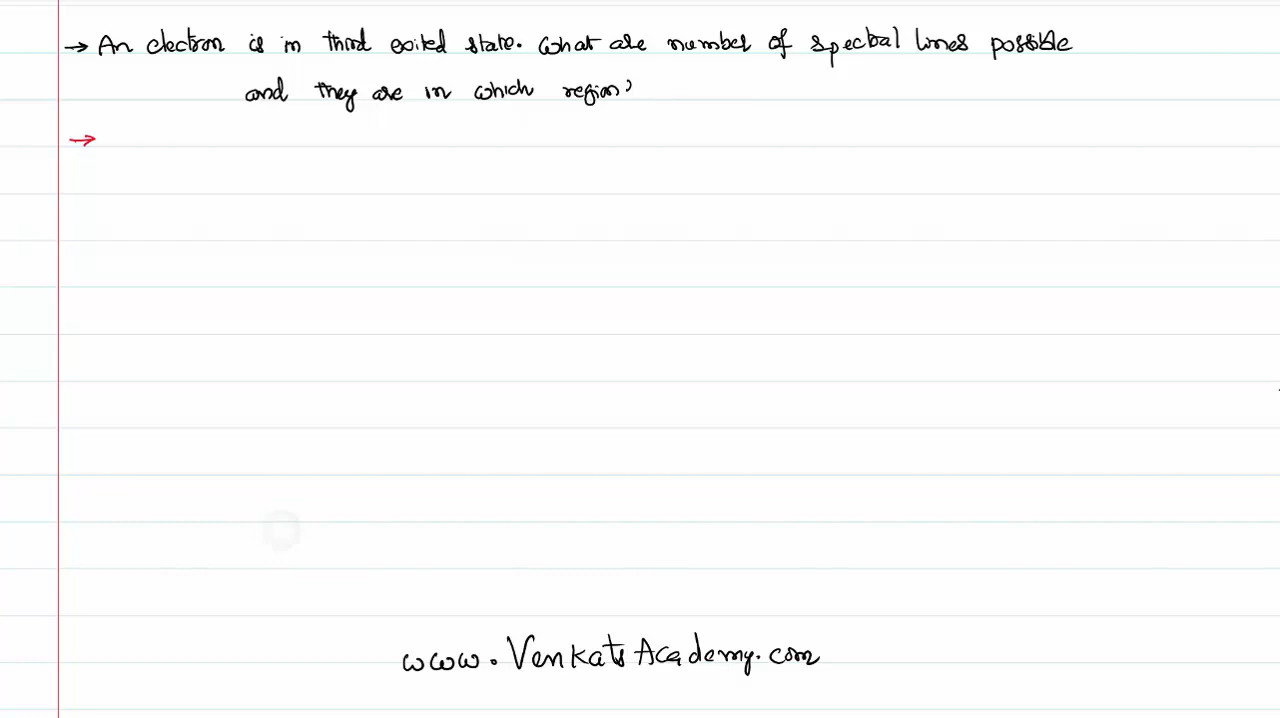 → An electron is in third exited state. What are number of spectral lines possible
and they are in which region?
→
www.VenkatsAcademy.com